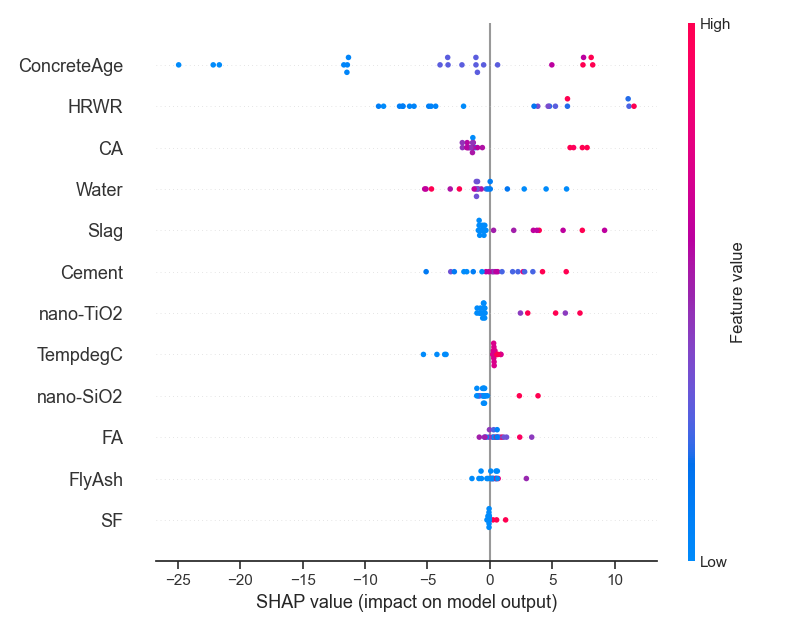 High
ConcreteAge
HRWR
CA
Water
Slag
Cement
nano-TiO2
TempdegC
nano-SiO2
FA
FlyAsh
SF
Feature value
Low
−25 −20 −15 −10 −5 0 5 10
SHAP value (impact on model output)